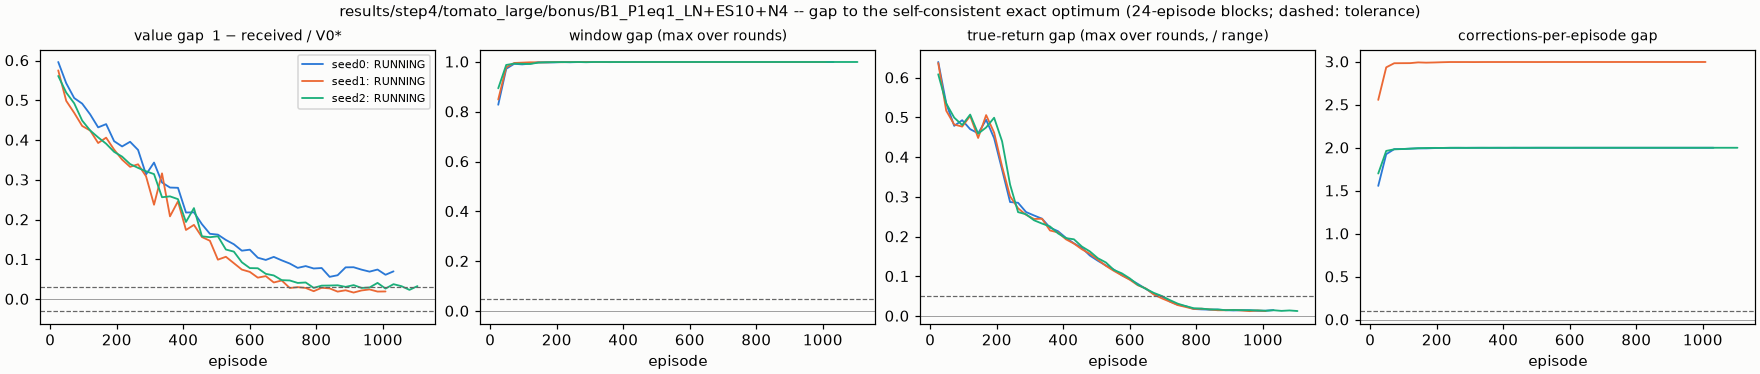 results/step4/tomato_large/bonus/B1_P1eq1_LN+ES10+N4 -- gap to the self-consistent exact optimum (24-episode blocks; dashed: tolerance)
value gap  1 − received / V0*
0.6
0.5
0.4
0.3
0.2
0.1
0.0
seed0: RUNNING
seed1: RUNNING
seed2: RUNNING
0 200 400 600 800 1000
episode
window gap (max over rounds)
1.0
0.8
0.6
0.4
0.2
0.0
0 200 400 600 800 1000
episode
true-return gap (max over rounds, / range)
0.6
0.5
0.4
0.3
0.2
0.1
0.0
0 200 400 600 800 1000
episode
corrections-per-episode gap
3.0
2.5
2.0
1.5
1.0
0.5
0.0
0 200 400 600 800 1000
episode